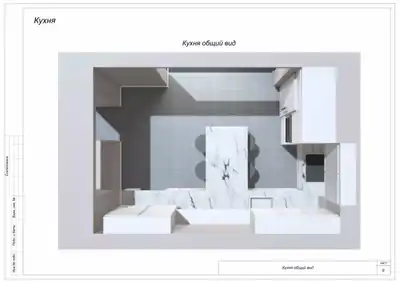 Кухня
Кухня общий вид
Согласовано
Взам. инв. №
Подп. и дата
Инв. № подл.
Кухня общий вид
лист
9